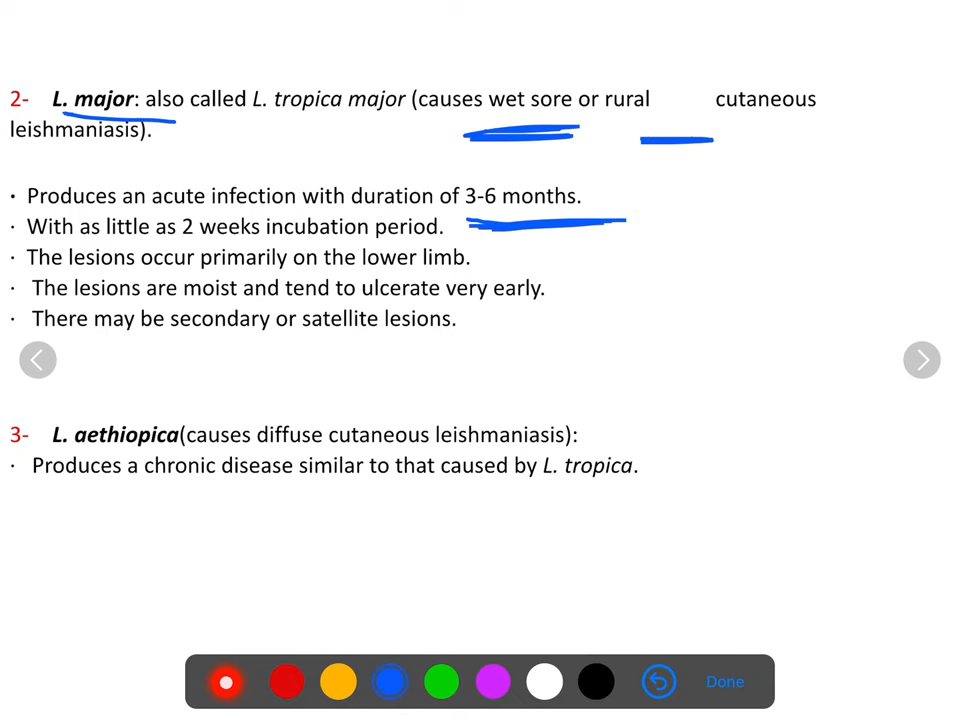 2- L. major: also called L. tropica major (causes wet sore or rural cutaneous
leishmaniasis).
· Produces an acute infection with duration of 3-6 months.
· With as little as 2 weeks incubation period.
· The lesions occur primarily on the lower limb.
· The lesions are moist and tend to ulcerate very early.
· There may be secondary or satellite lesions.
3- L. aethiopica(causes diffuse cutaneous leishmaniasis):
· Produces a chronic disease similar to that caused by L. tropica.
Done